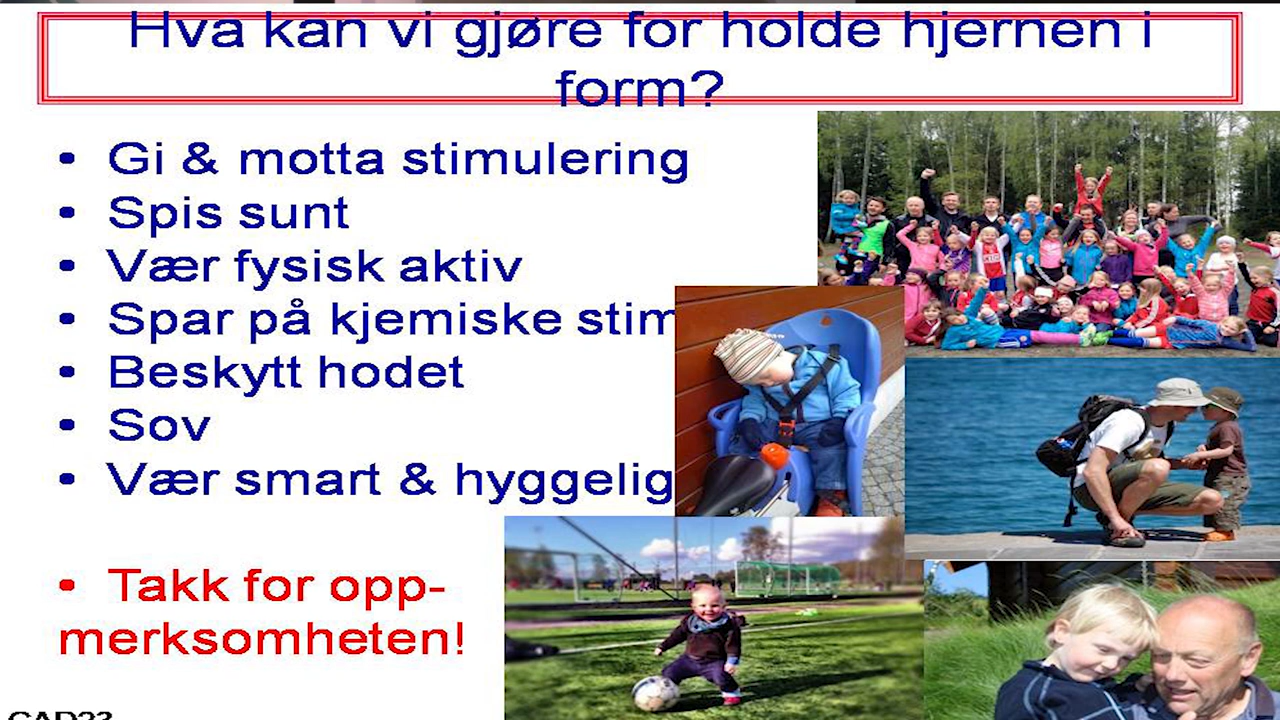 Hva kan vi gjøre for holde hjernen i
form?
• Gi & motta stimulering
• Spis sunt
• Vær fysisk aktiv
• Spar på kjemiske stim
• Beskytt hodet
• Sov
• Vær smart & hyggelig
• Takk for opp-
merksomheten!
CAD23